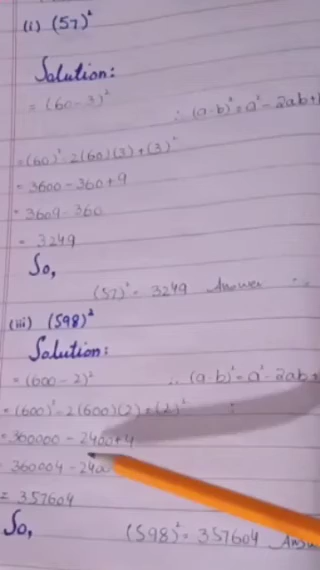 (i) (57)²
Solution:
= (60-3)²
∴ (a-b)² = a² - 2ab +
= (60)² - 2(60)(3) + (3)²
= 3600 - 360 + 9
= 3609 - 360
= 3249
So,
(57)² = 3249 Answer
(iii) (598)²
Solution:
= (600 - 2)²
∴ (a-b)² = a² - 2ab +
= (600)² - 2(600)(2) + (2)²
= 360000 - 2400 + 4
= 360004 - 240
= 357604
So,
(598)² = 357604 Answ